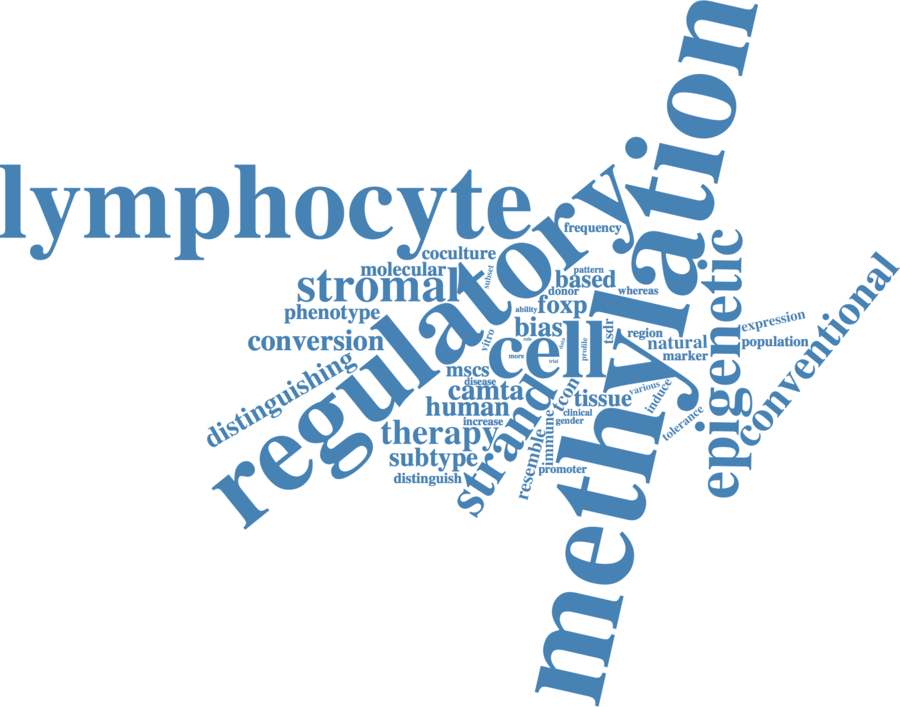 methylation
lymphocyte
regulatory
frequency
coculture
molecular
stromal
subset
pattern
based
donor
whereas
epigenetic
conventional
phenotype
ability
foxp
bias
cell
tsdr
region
expression
conversion
vitro
role
data
profile
natural
population
more
trial
marker
distinguishing
mscs
disease
camta
tcon
tissue
various
induce
human
strand
clinical
tolerance
increase
gender
therapy
immune
resemble
subtype
promoter
distinguish